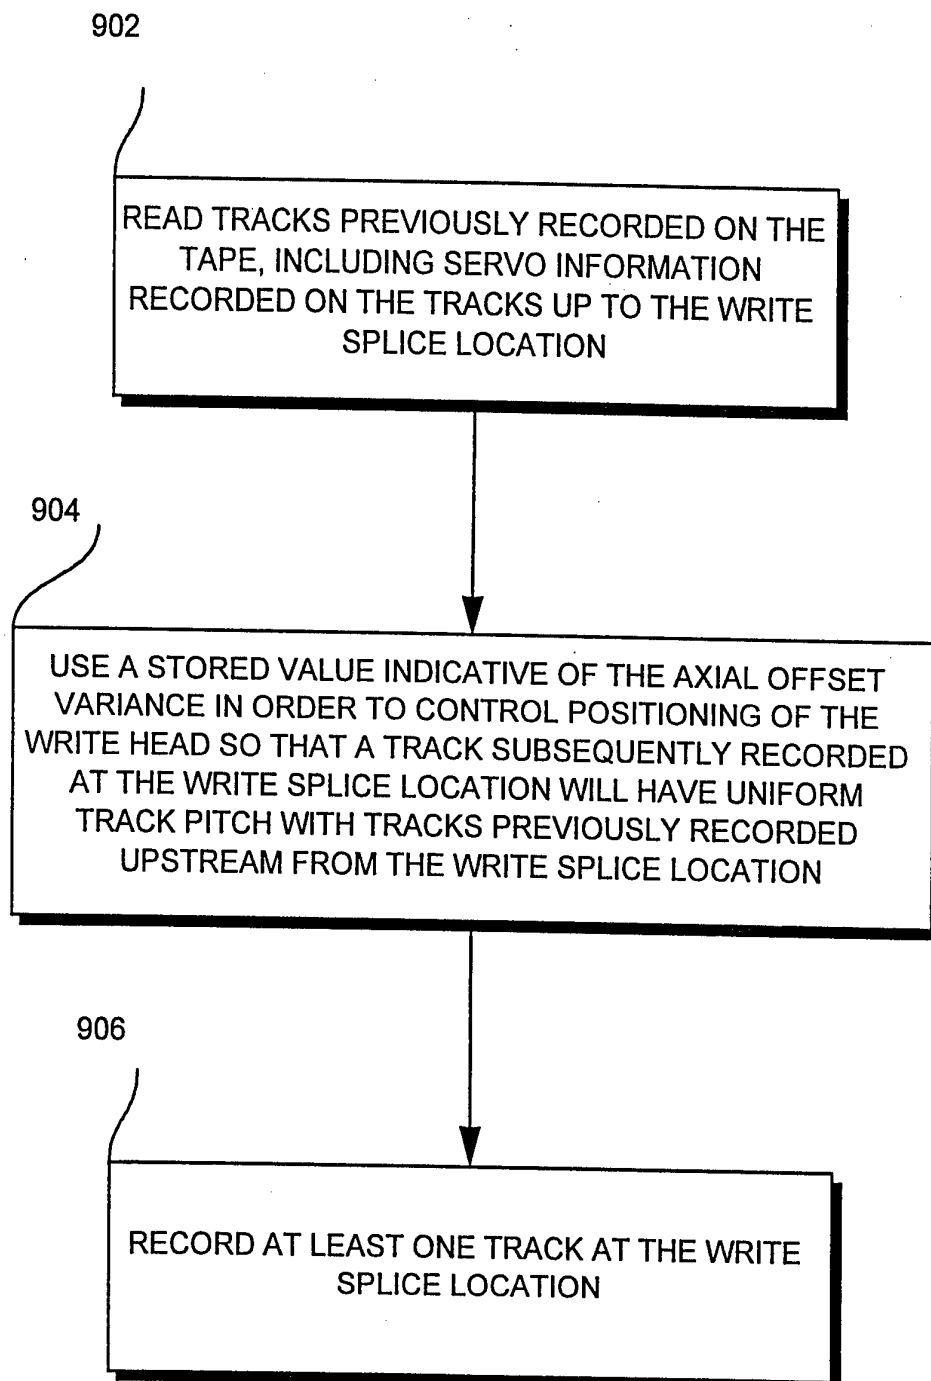 902
READ TRACKS PREVIOUSLY RECORDED ON THE
TAPE, INCLUDING SERVO INFORMATION
RECORDED ON THE TRACKS UP TO THE WRITE
SPLICE LOCATION
904
USE A STORED VALUE INDICATIVE OF THE AXIAL OFFSET
VARIANCE IN ORDER TO CONTROL POSITIONING OF THE
WRITE HEAD SO THAT A TRACK SUBSEQUENTLY RECORDED
AT THE WRITE SPLICE LOCATION WILL HAVE UNIFORM
TRACK PITCH WITH TRACKS PREVIOUSLY RECORDED
UPSTREAM FROM THE WRITE SPLICE LOCATION
906
RECORD AT LEAST ONE TRACK AT THE WRITE
SPLICE LOCATION